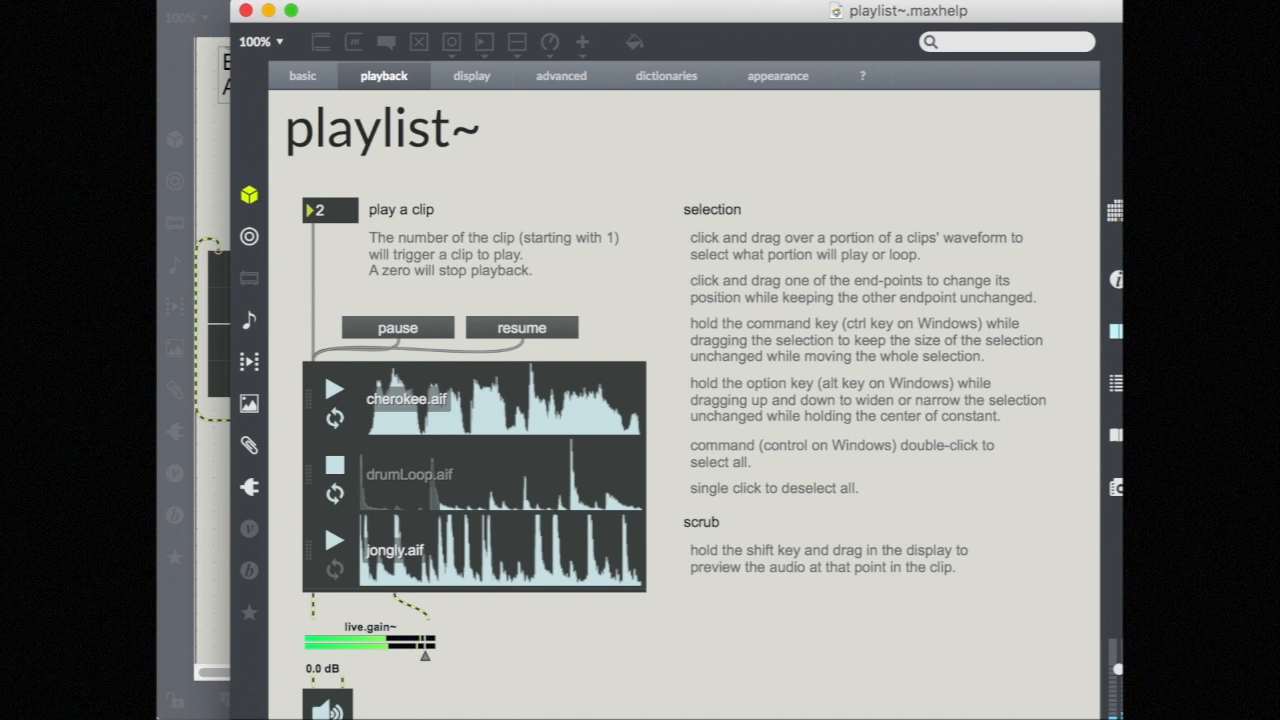 100%
playlist~.maxhelp
100%
basic playback display advanced dictionaries appearance ?
playlist~
2
play a clip
The number of the clip (starting with 1)
will trigger a clip to play.
A zero will stop playback.
pause
resume
cherokee.aif
drumLoop.aif
jongly.aif
live.gain~
0.0 dB
selection
click and drag over a portion of a clips' waveform to
select what portion will play or loop.
click and drag one of the end-points to change its
position while keeping the other endpoint unchanged.
hold the command key (ctrl key on Windows) while
dragging the selection to keep the size of the selection
unchanged while moving the whole selection.
hold the option key (alt key on Windows) while
dragging up and down to widen or narrow the selection
unchanged while holding the center of constant.
command (control on Windows) double-click to
select all.
single click to deselect all.
scrub
hold the shift key and drag in the display to
preview the audio at that point in the clip.